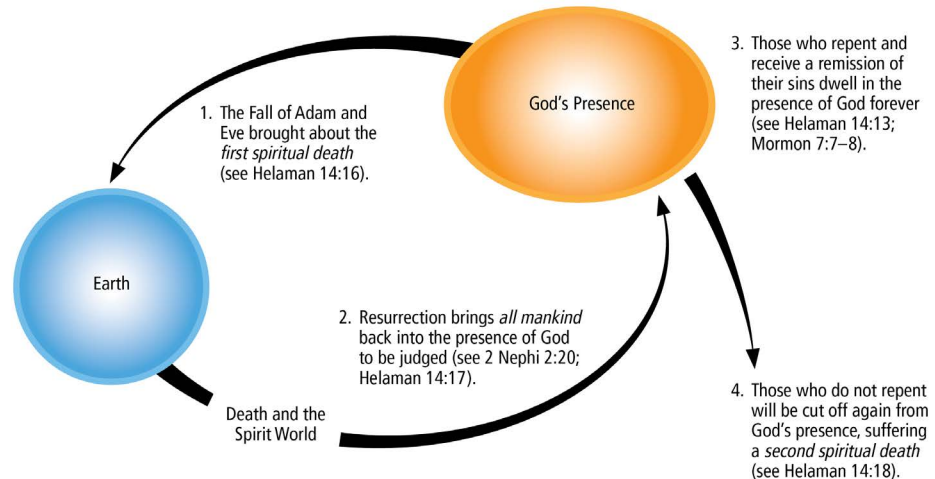 God's Presence
1. The Fall of Adam and
Eve brought about the
first spiritual death
(see Helaman 14:16).
Earth
2. Resurrection brings all mankind
back into the presence of God
to be judged (see 2 Nephi 2:20;
Helaman 14:17).
Death and the
Spirit World
3. Those who repent and
receive a remission of
their sins dwell in the
presence of God forever
(see Helaman 14:13;
Mormon 7:7–8).
4. Those who do not repent
will be cut off again from
God's presence, suffering
a second spiritual death
(see Helaman 14:18).